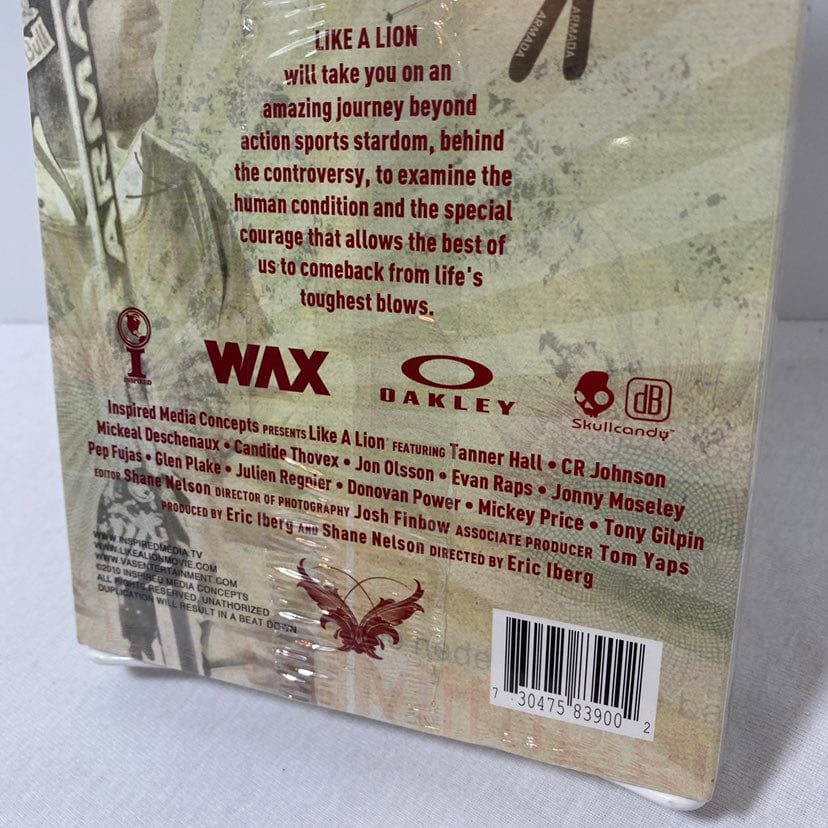 Bull
ARMA
ARMADA
ARMADA
LIKE A LION
will take you on an
amazing journey beyond
action sports stardom, behind
the controversy, to examine the
human condition and the special
courage that allows the best of
us to comeback from life's
toughest blows.
I
INSPIRED
WAX
OAKLEY
Skullcandy™
dB
Inspired Media Concepts PRESENTS Like A Lion FEATURING Tanner Hall • CR Johnson
Mickeal Deschenaux • Candide Thovex • Jon Olsson • Evan Raps • Jonny Moseley
Pep Fujas • Glen Plake • Julien Regnier • Donovan Power • Mickey Price • Tony Gilpin
EDITOR Shane Nelson DIRECTOR OF PHOTOGRAPHY Josh Finbow ASSOCIATE PRODUCER Tom Yaps
PRODUCED BY Eric Iberg AND Shane Nelson DIRECTED BY Eric Iberg
WWW.INSPIREDMEDIA.TV
WWW.LIKEALIONMOVIE.COM
WWW.VASENTERTAINMENT.COM
©2010 INSPIRED MEDIA CONCEPTS
ALL RIGHTS RESERVED, UNATHORIZED
DUPLICATION WILL RESULT IN A BEAT DOWN
7 30475 83900 2